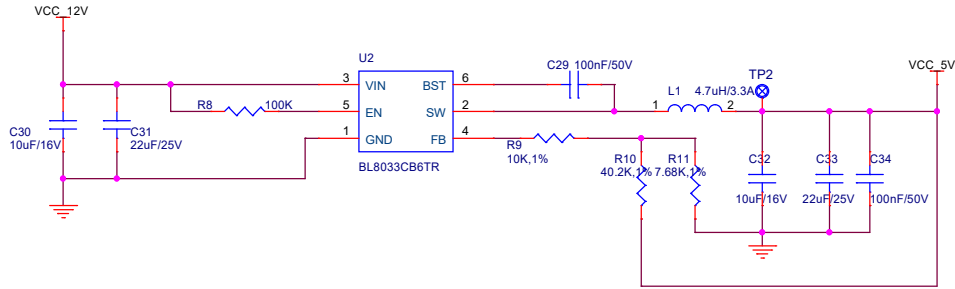 VCC_12V
U2
C29 100nF/50V
VCC_5V
TP2
3 VIN BST 6
L1 4.7uH/3.3A
R8 100K
5 EN SW 2
1 2
1 GND FB 4
C30
10uF/16V
C31
22uF/25V
BL8033CB6TR
R9
10K,1%
R10
40.2K,1%
R11
7.68K,1%
C32
10uF/16V
C33
22uF/25V
C34
100nF/50V